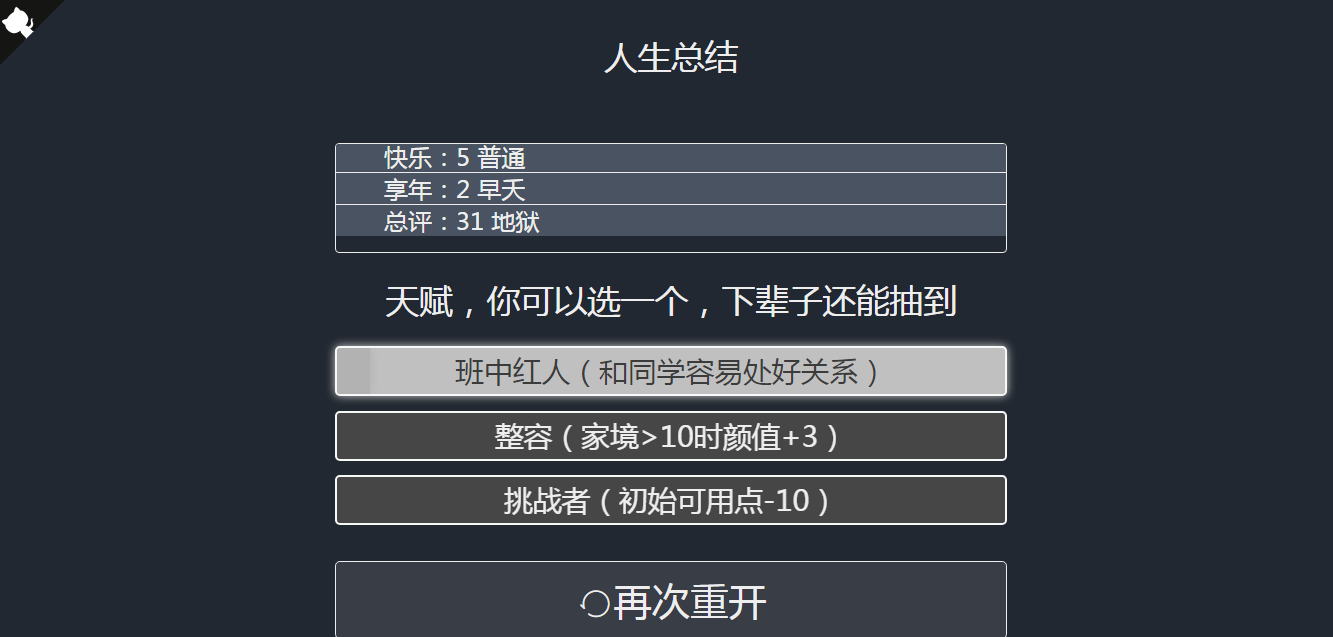 人生总结
快乐：5 普通
享年：2 早夭
总评：31 地狱
天赋，你可以选一个，下辈子还能抽到
班中红人（和同学容易处好关系）
整容（家境>10时颜值+3）
挑战者（初始可用点-10）
再次重开